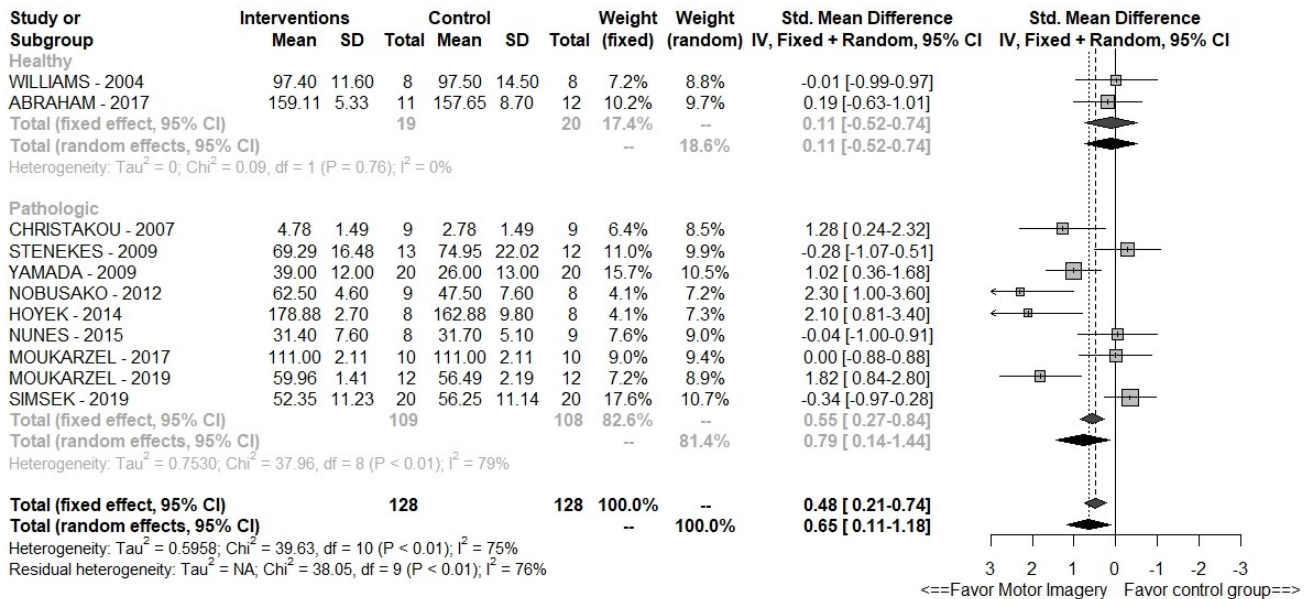 Study or Interventions Control Weight Weight Std. Mean Difference Std. Mean Difference
Subgroup Mean SD Total Mean SD Total (fixed) (random) IV, Fixed + Random, 95% CI IV, Fixed + Random, 95% CI
Healthy
WILLIAMS - 2004 97.40 11.60 8 97.50 14.50 8 7.2% 8.8% -0.01 [-0.99-0.97]
ABRAHAM - 2017 159.11 5.33 11 157.65 8.70 12 10.2% 9.7% 0.19 [-0.63-1.01]
Total (fixed effect, 95% CI) 19 20 17.4% -- 0.11 [-0.52-0.74]
Total (random effects, 95% CI) -- 18.6% 0.11 [-0.52-0.74]
Heterogeneity: Tau² = 0; Chi² = 0.09, df = 1 (P = 0.76); I² = 0%
Pathologic
CHRISTAKOU - 2007 4.78 1.49 9 2.78 1.49 9 6.4% 8.5% 1.28 [ 0.24-2.32]
STENEKES - 2009 69.29 16.48 13 74.95 22.02 12 11.0% 9.9% -0.28 [-1.07-0.51]
YAMADA - 2009 39.00 12.00 20 26.00 13.00 20 15.7% 10.5% 1.02 [ 0.36-1.68]
NOBUSAKO - 2012 62.50 4.60 9 47.50 7.60 8 4.1% 7.2% 2.30 [ 1.00-3.60]
HOYEK - 2014 178.88 2.70 8 162.88 9.80 8 4.1% 7.3% 2.10 [ 0.81-3.40]
NUNES - 2015 31.40 7.60 8 31.70 5.10 9 7.6% 9.0% -0.04 [-1.00-0.91]
MOUKARZEL - 2017 111.00 2.11 10 111.00 2.11 10 9.0% 9.4% 0.00 [-0.88-0.88]
MOUKARZEL - 2019 59.96 1.41 12 56.49 2.19 12 7.2% 8.9% 1.82 [ 0.84-2.80]
SIMSEK - 2019 52.35 11.23 20 56.25 11.14 20 17.6% 10.7% -0.34 [-0.97-0.28]
Total (fixed effect, 95% CI) 109 108 82.6% -- 0.55 [ 0.27-0.84]
Total (random effects, 95% CI) -- 81.4% 0.79 [ 0.14-1.44]
Heterogeneity: Tau² = 0.7530; Chi² = 37.96, df = 8 (P < 0.01); I² = 79%
Total (fixed effect, 95% CI) 128 128 100.0% -- 0.48 [ 0.21-0.74]
Total (random effects, 95% CI) -- 100.0% 0.65 [ 0.11-1.18]
Heterogeneity: Tau² = 0.5958; Chi² = 39.63, df = 10 (P < 0.01); I² = 75%
Residual heterogeneity: Tau² = NA; Chi² = 38.05, df = 9 (P < 0.01); I² = 76%
3 2 1 0 -1 -2 -3
<==Favor Motor Imagery Favor control group==>